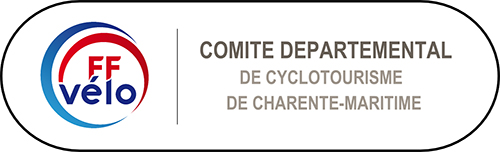 FF
vélo
COMITE DEPARTEMENTAL
DE CYCLOTOURISME
DE CHARENTE-MARITIME